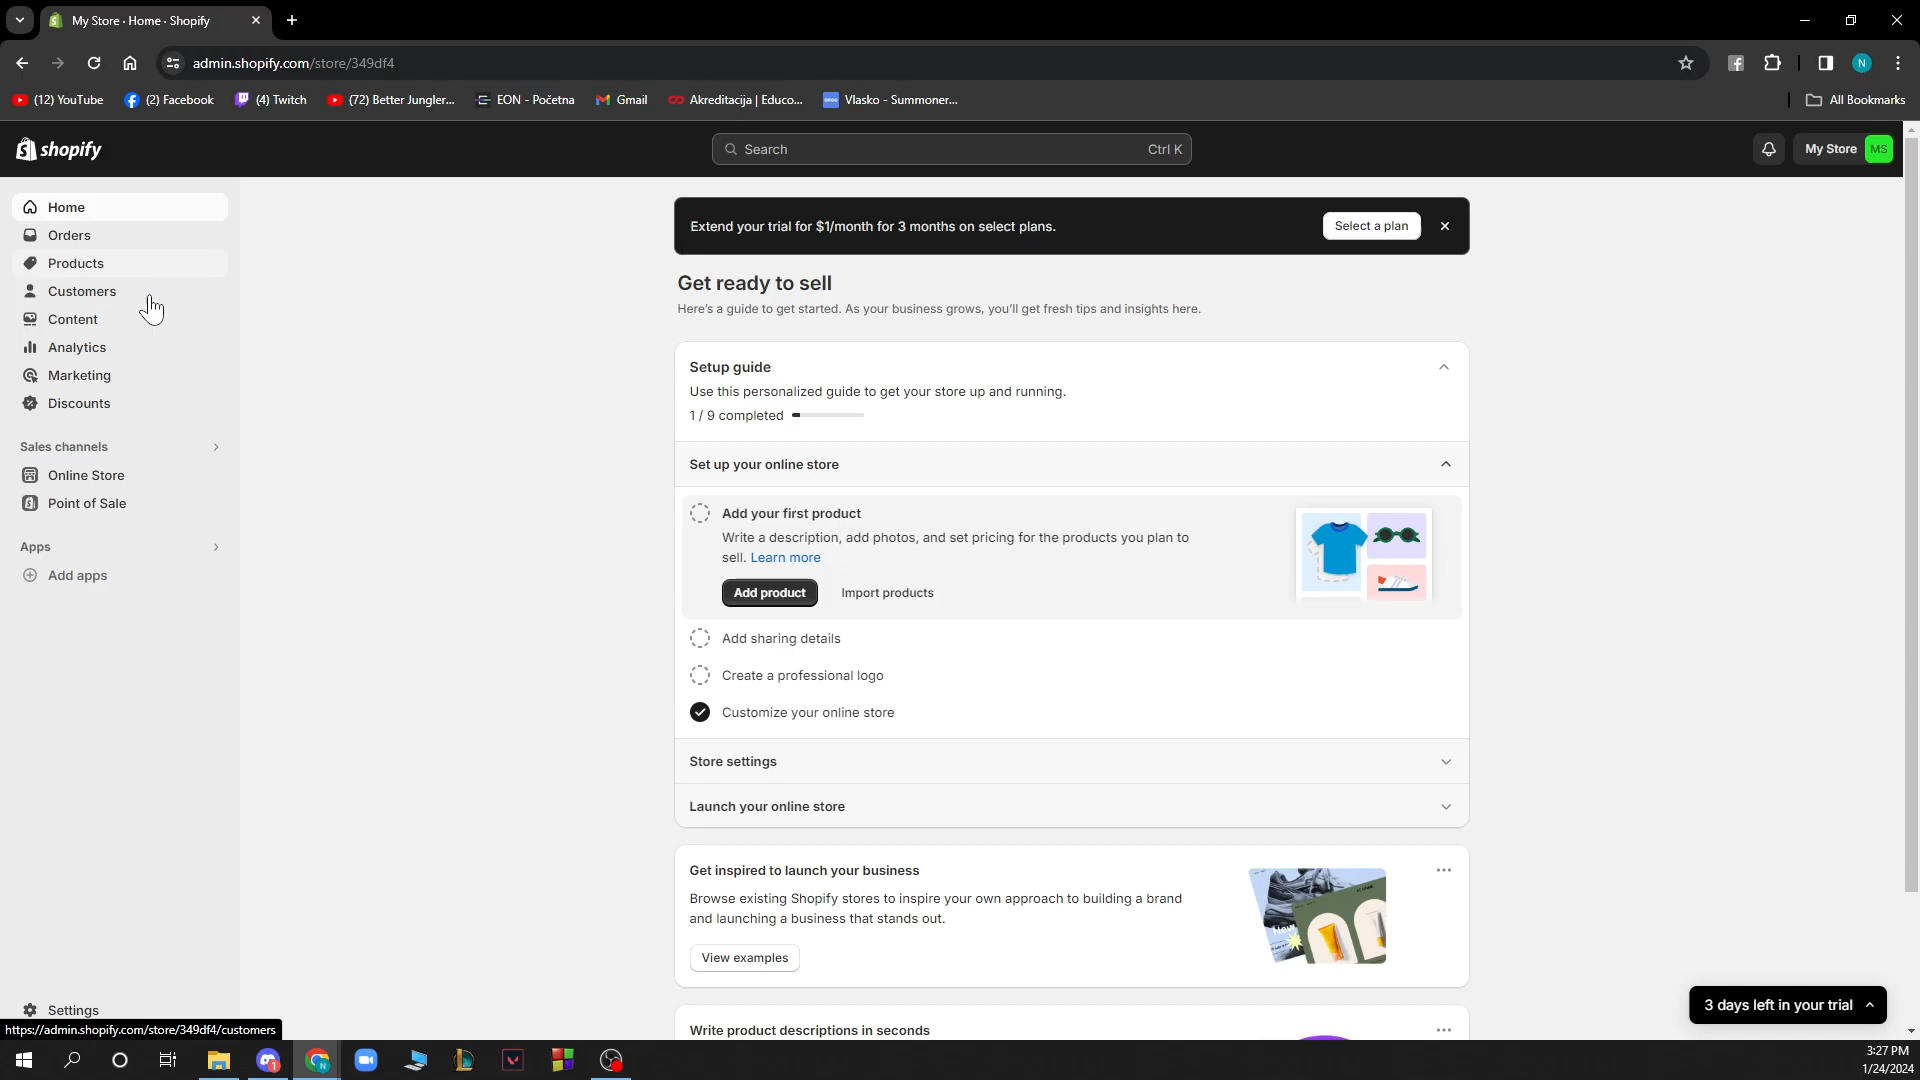 My Store · Home · Shopify
admin.shopify.com/store/349df4
N
(12) YouTube
(2) Facebook
(4) Twitch
(72) Better Jungler...
EON - Početna
Gmail
Akreditacija | Educo...
Vlasko - Summoner...
All Bookmarks
shopify
Search
Ctrl K
My Store
MS
Home
Orders
Products
Customers
Content
Analytics
Marketing
Discounts
Sales channels
Online Store
Point of Sale
Apps
Add apps
Settings
Extend your trial for $1/month for 3 months on select plans.
Select a plan
Get ready to sell
Here's a guide to get started. As your business grows, you'll get fresh tips and insights here.
Setup guide
Use this personalized guide to get your store up and running.
1 / 9 completed
Set up your online store
Add your first product
Write a description, add photos, and set pricing for the products you plan to
sell. Learn more
Add product
Import products
Add sharing details
Create a professional logo
Customize your online store
Store settings
Launch your online store
Get inspired to launch your business
Browse existing Shopify stores to inspire your own approach to building a brand
and launching a business that stands out.
New
View examples
Write product descriptions in seconds
3 days left in your trial
https://admin.shopify.com/store/349df4/customers
1
N
3:27 PM
1/24/2024